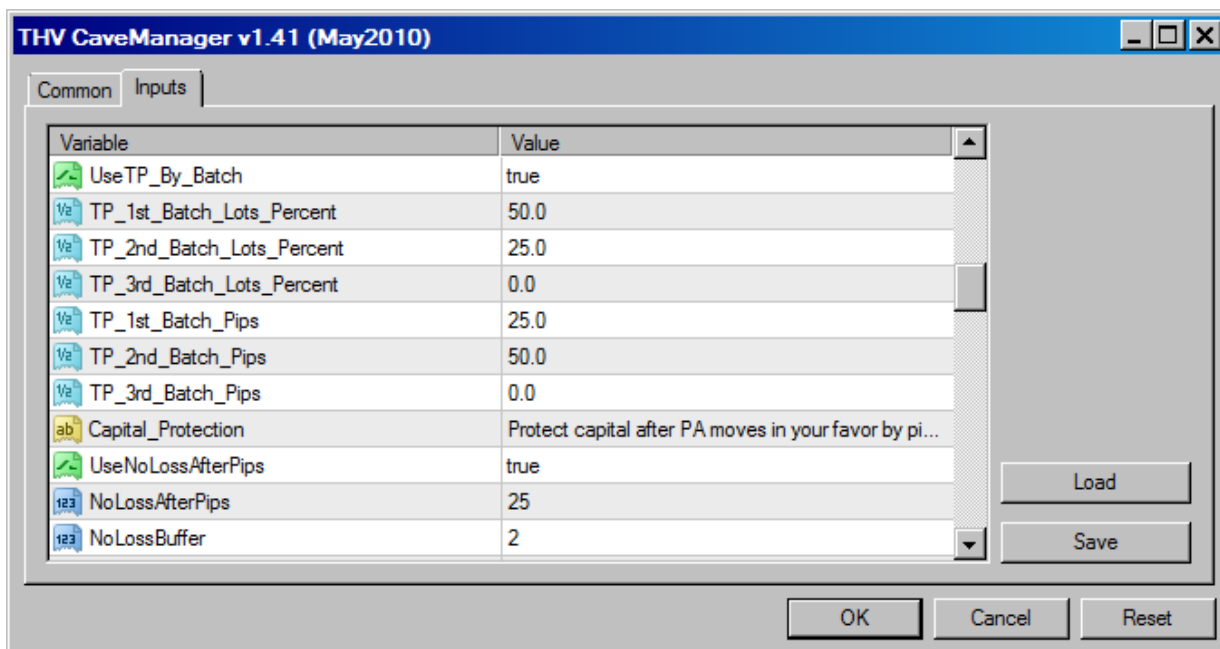 THV CaveManager v1.41 (May2010)
Common Inputs
Variable Value
UseTP_By_Batch true
TP_1st_Batch_Lots_Percent 50.0
TP_2nd_Batch_Lots_Percent 25.0
TP_3rd_Batch_Lots_Percent 0.0
TP_1st_Batch_Pips 25.0
TP_2nd_Batch_Pips 50.0
TP_3rd_Batch_Pips 0.0
Capital_Protection Protect capital after PA moves in your favor by pi...
UseNoLossAfterPips true
NoLossAfterPips 25
NoLossBuffer 2
Load
Save
OK Cancel Reset